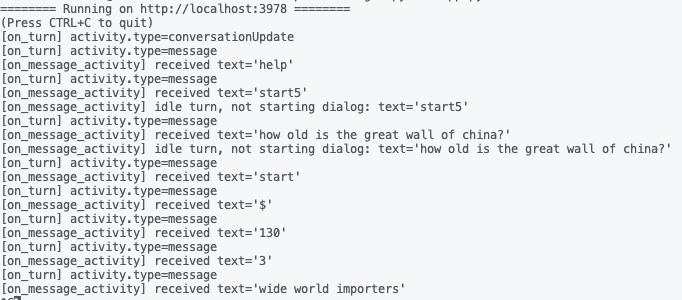 ======== Running on http://localhost:3978 ========
(Press CTRL+C to quit)
[on_turn] activity.type=conversationUpdate
[on_turn] activity.type=message
[on_message_activity] received text='help'
[on_turn] activity.type=message
[on_message_activity] received text='start5'
[on_message_activity] idle turn, not starting dialog: text='start5'
[on_turn] activity.type=message
[on_message_activity] received text='how old is the great wall of china?'
[on_message_activity] idle turn, not starting dialog: text='how old is the great wall of china?'
[on_turn] activity.type=message
[on_message_activity] received text='start'
[on_turn] activity.type=message
[on_message_activity] received text='$'
[on_turn] activity.type=message
[on_message_activity] received text='130'
[on_turn] activity.type=message
[on_message_activity] received text='3'
[on_turn] activity.type=message
[on_message_activity] received text='wide world importers'